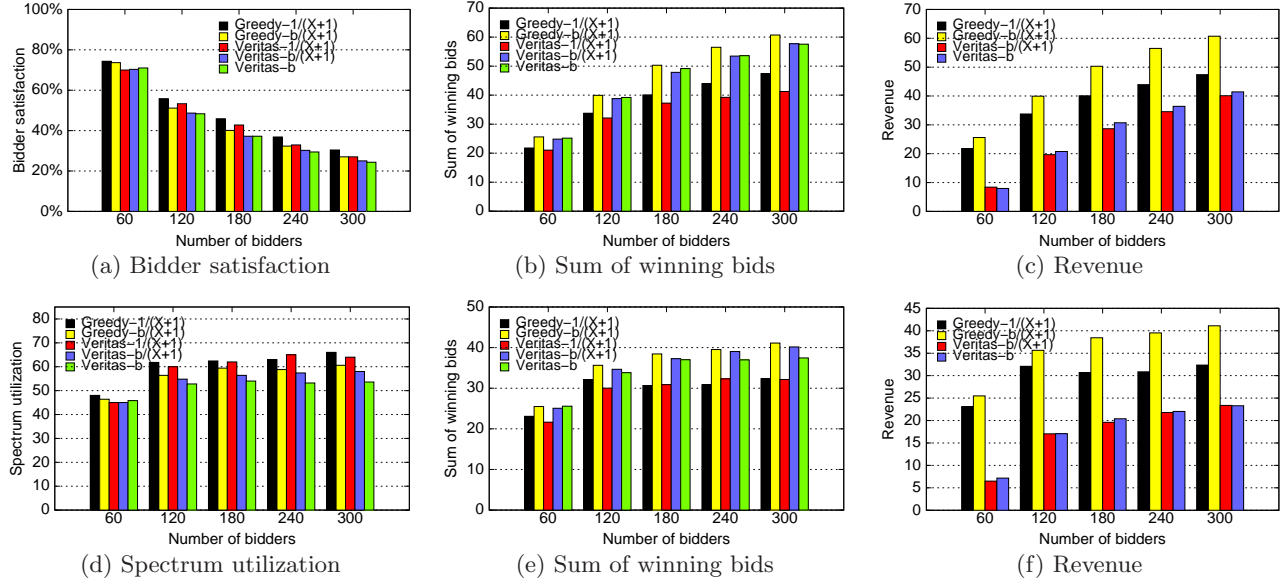 100%
80%
60%
40%
20%
0%
Bidder satisfaction
Greedy-1/(X+1)
Greedy-b/(X+1)
Veritas-1/(X+1)
Veritas-b/(X+1)
Veritas-b
60 120 180 240 300
Number of bidders
(a) Bidder satisfaction
70
60
50
40
30
20
10
0
Sum of winning bids
Greedy-1/(X+1)
Greedy-b/(X+1)
Veritas-1/(X+1)
Veritas-b/(X+1)
Veritas-b
60 120 180 240 300
Number of bidders
(b) Sum of winning bids
70
60
50
40
30
20
10
0
Revenue
Greedy-1/(X+1)
Greedy-b/(X+1)
Veritas-b/(X+1)
Veritas-b
60 120 180 240 300
Number of bidders
(c) Revenue
80
70
60
50
40
30
20
10
0
Spectrum utilization
Greedy-1/(X+1)
Greedy-b/(X+1)
Veritas-1/(X+1)
Veritas-b/(X+1)
Veritas-b
60 120 180 240 300
Number of bidders
(d) Spectrum utilization
50
40
30
20
10
0
Sum of winning bids
Greedy-1/(X+1)
Greedy-b/(X+1)
Veritas-1/(X+1)
Veritas-b/(X+1)
Veritas-b
60 120 180 240 300
Number of bidders
(e) Sum of winning bids
45
40
35
30
25
20
15
10
5
0
Revenue
Greedy-1/(X+1)
Greedy-b/(X+1)
Veritas-b/(X+1)
Veritas-b
60 120 180 240 300
Number of bidders
(f) Revenue